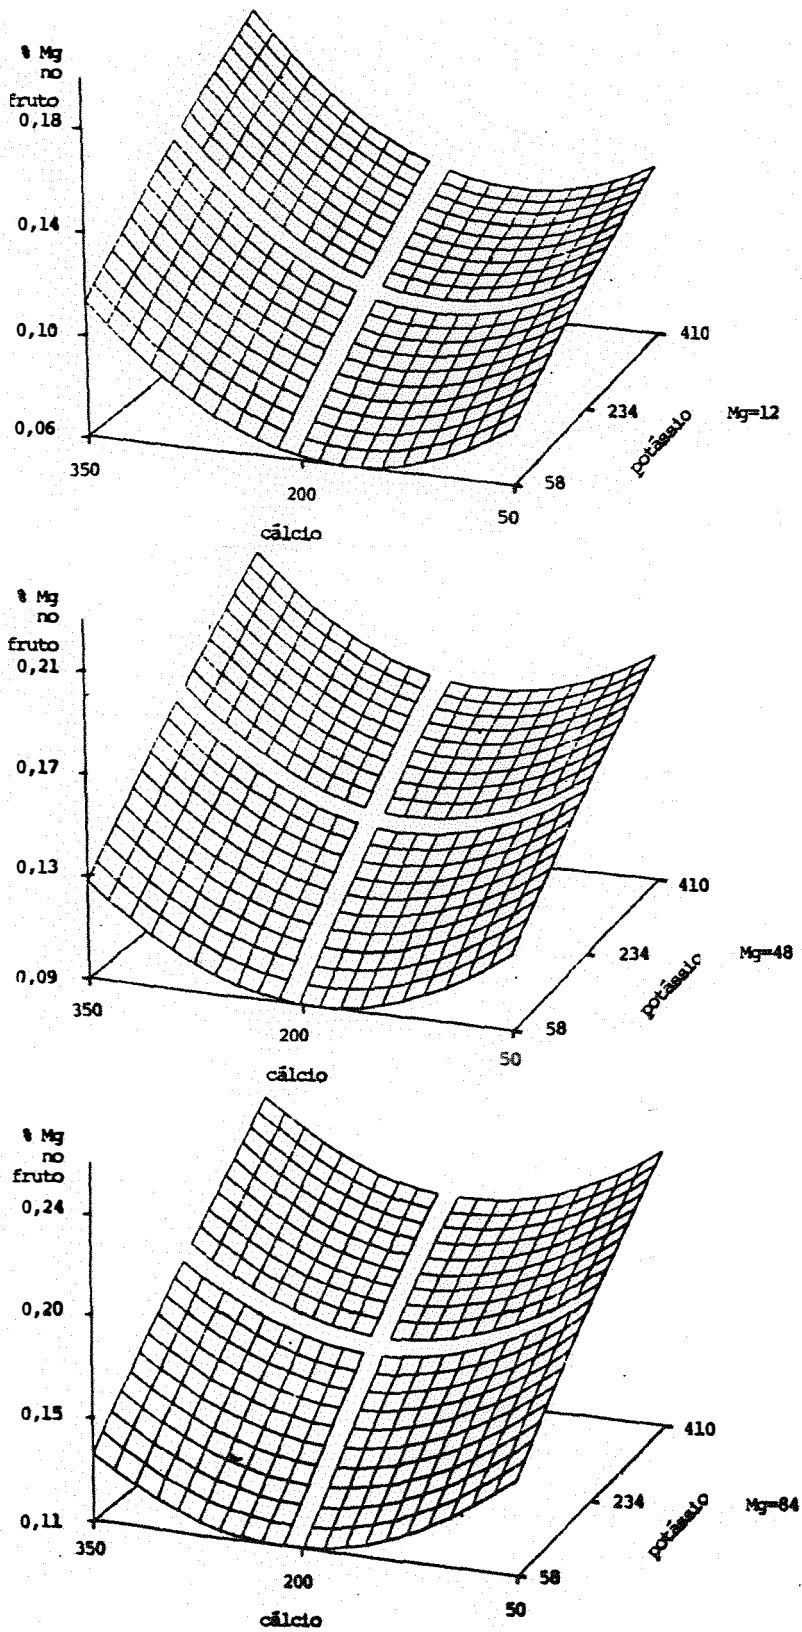 % Mg
no
fruto
0,18
0,14
0,10
0,06
350
200
50
cálcio
58
234
410
potássio
Mg=12
% Mg
no
fruto
0,21
0,17
0,13
0,09
350
200
50
cálcio
58
234
410
potássio
Mg=48
% Mg
no
fruto
0,24
0,20
0,15
0,11
350
200
50
cálcio
58
234
410
potássio
Mg=84